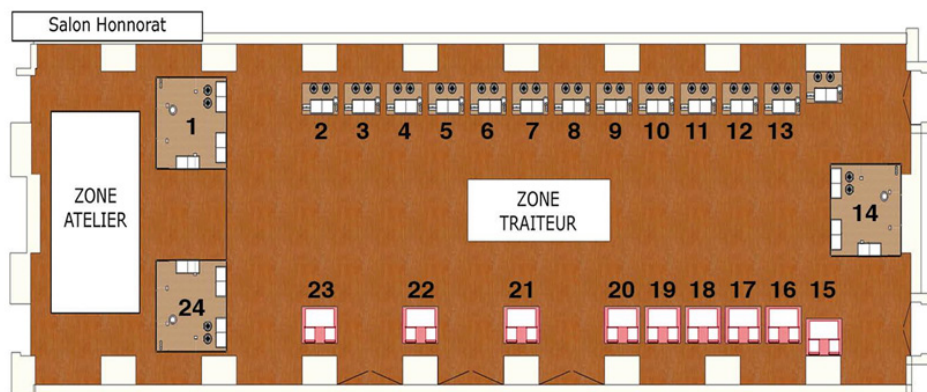 Salon Honnorat
1
2 3 4 5 6 7 8 9 10 11 12 13
ZONE
ATELIER
ZONE
TRAITEUR
14
24
23 22 21 20 19 18 17 16 15